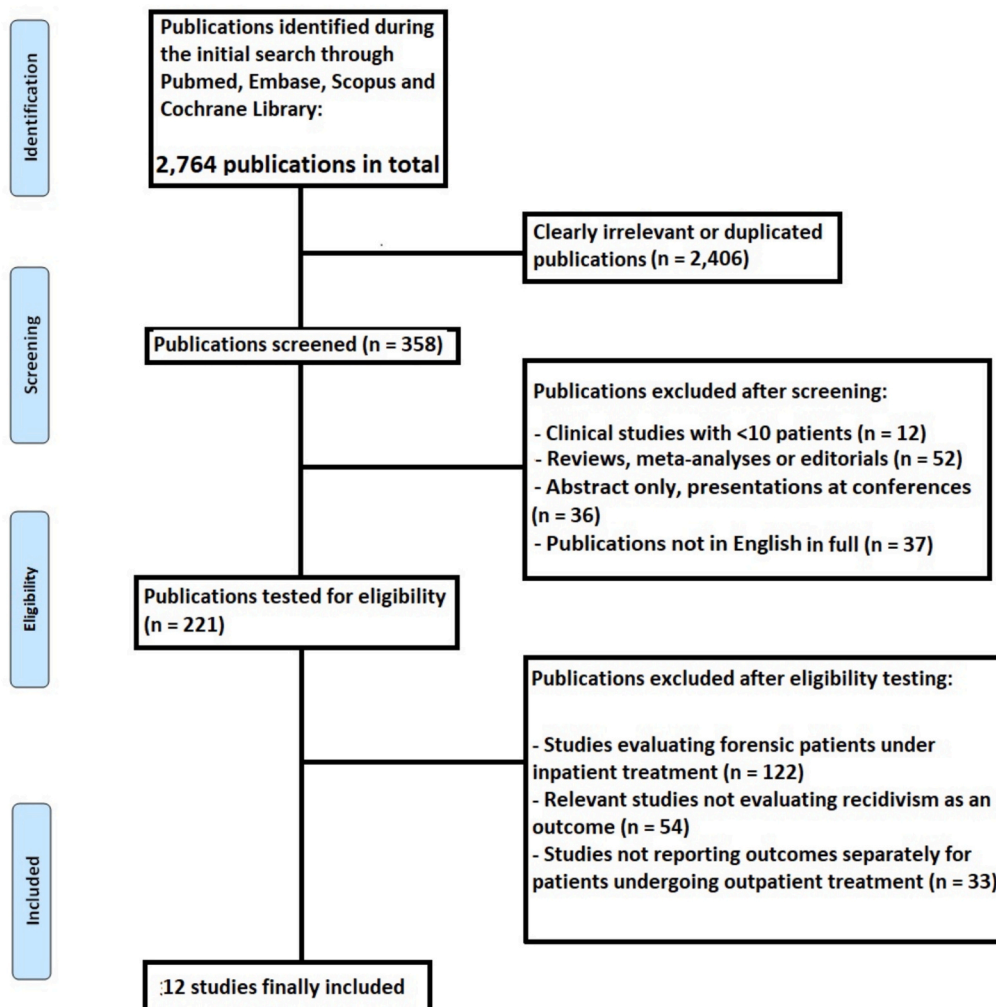 Identification
Publications identified during
the initial search through
Pubmed, Embase, Scopus and
Cochrane Library:
2,764 publications in total
Clearly irrelevant or duplicated
publications (n = 2,406)
Screening
Publications screened (n = 358)
Publications excluded after screening:
- Clinical studies with <10 patients (n = 12)
- Reviews, meta-analyses or editorials (n = 52)
- Abstract only, presentations at conferences
(n = 36)
- Publications not in English in full (n = 37)
Eligibility
Publications tested for eligibility
(n = 221)
Publications excluded after eligibility testing:
- Studies evaluating forensic patients under
inpatient treatment (n = 122)
- Relevant studies not evaluating recidivism as an
outcome (n = 54)
- Studies not reporting outcomes separately for
patients undergoing outpatient treatment (n = 33)
Included
12 studies finally included